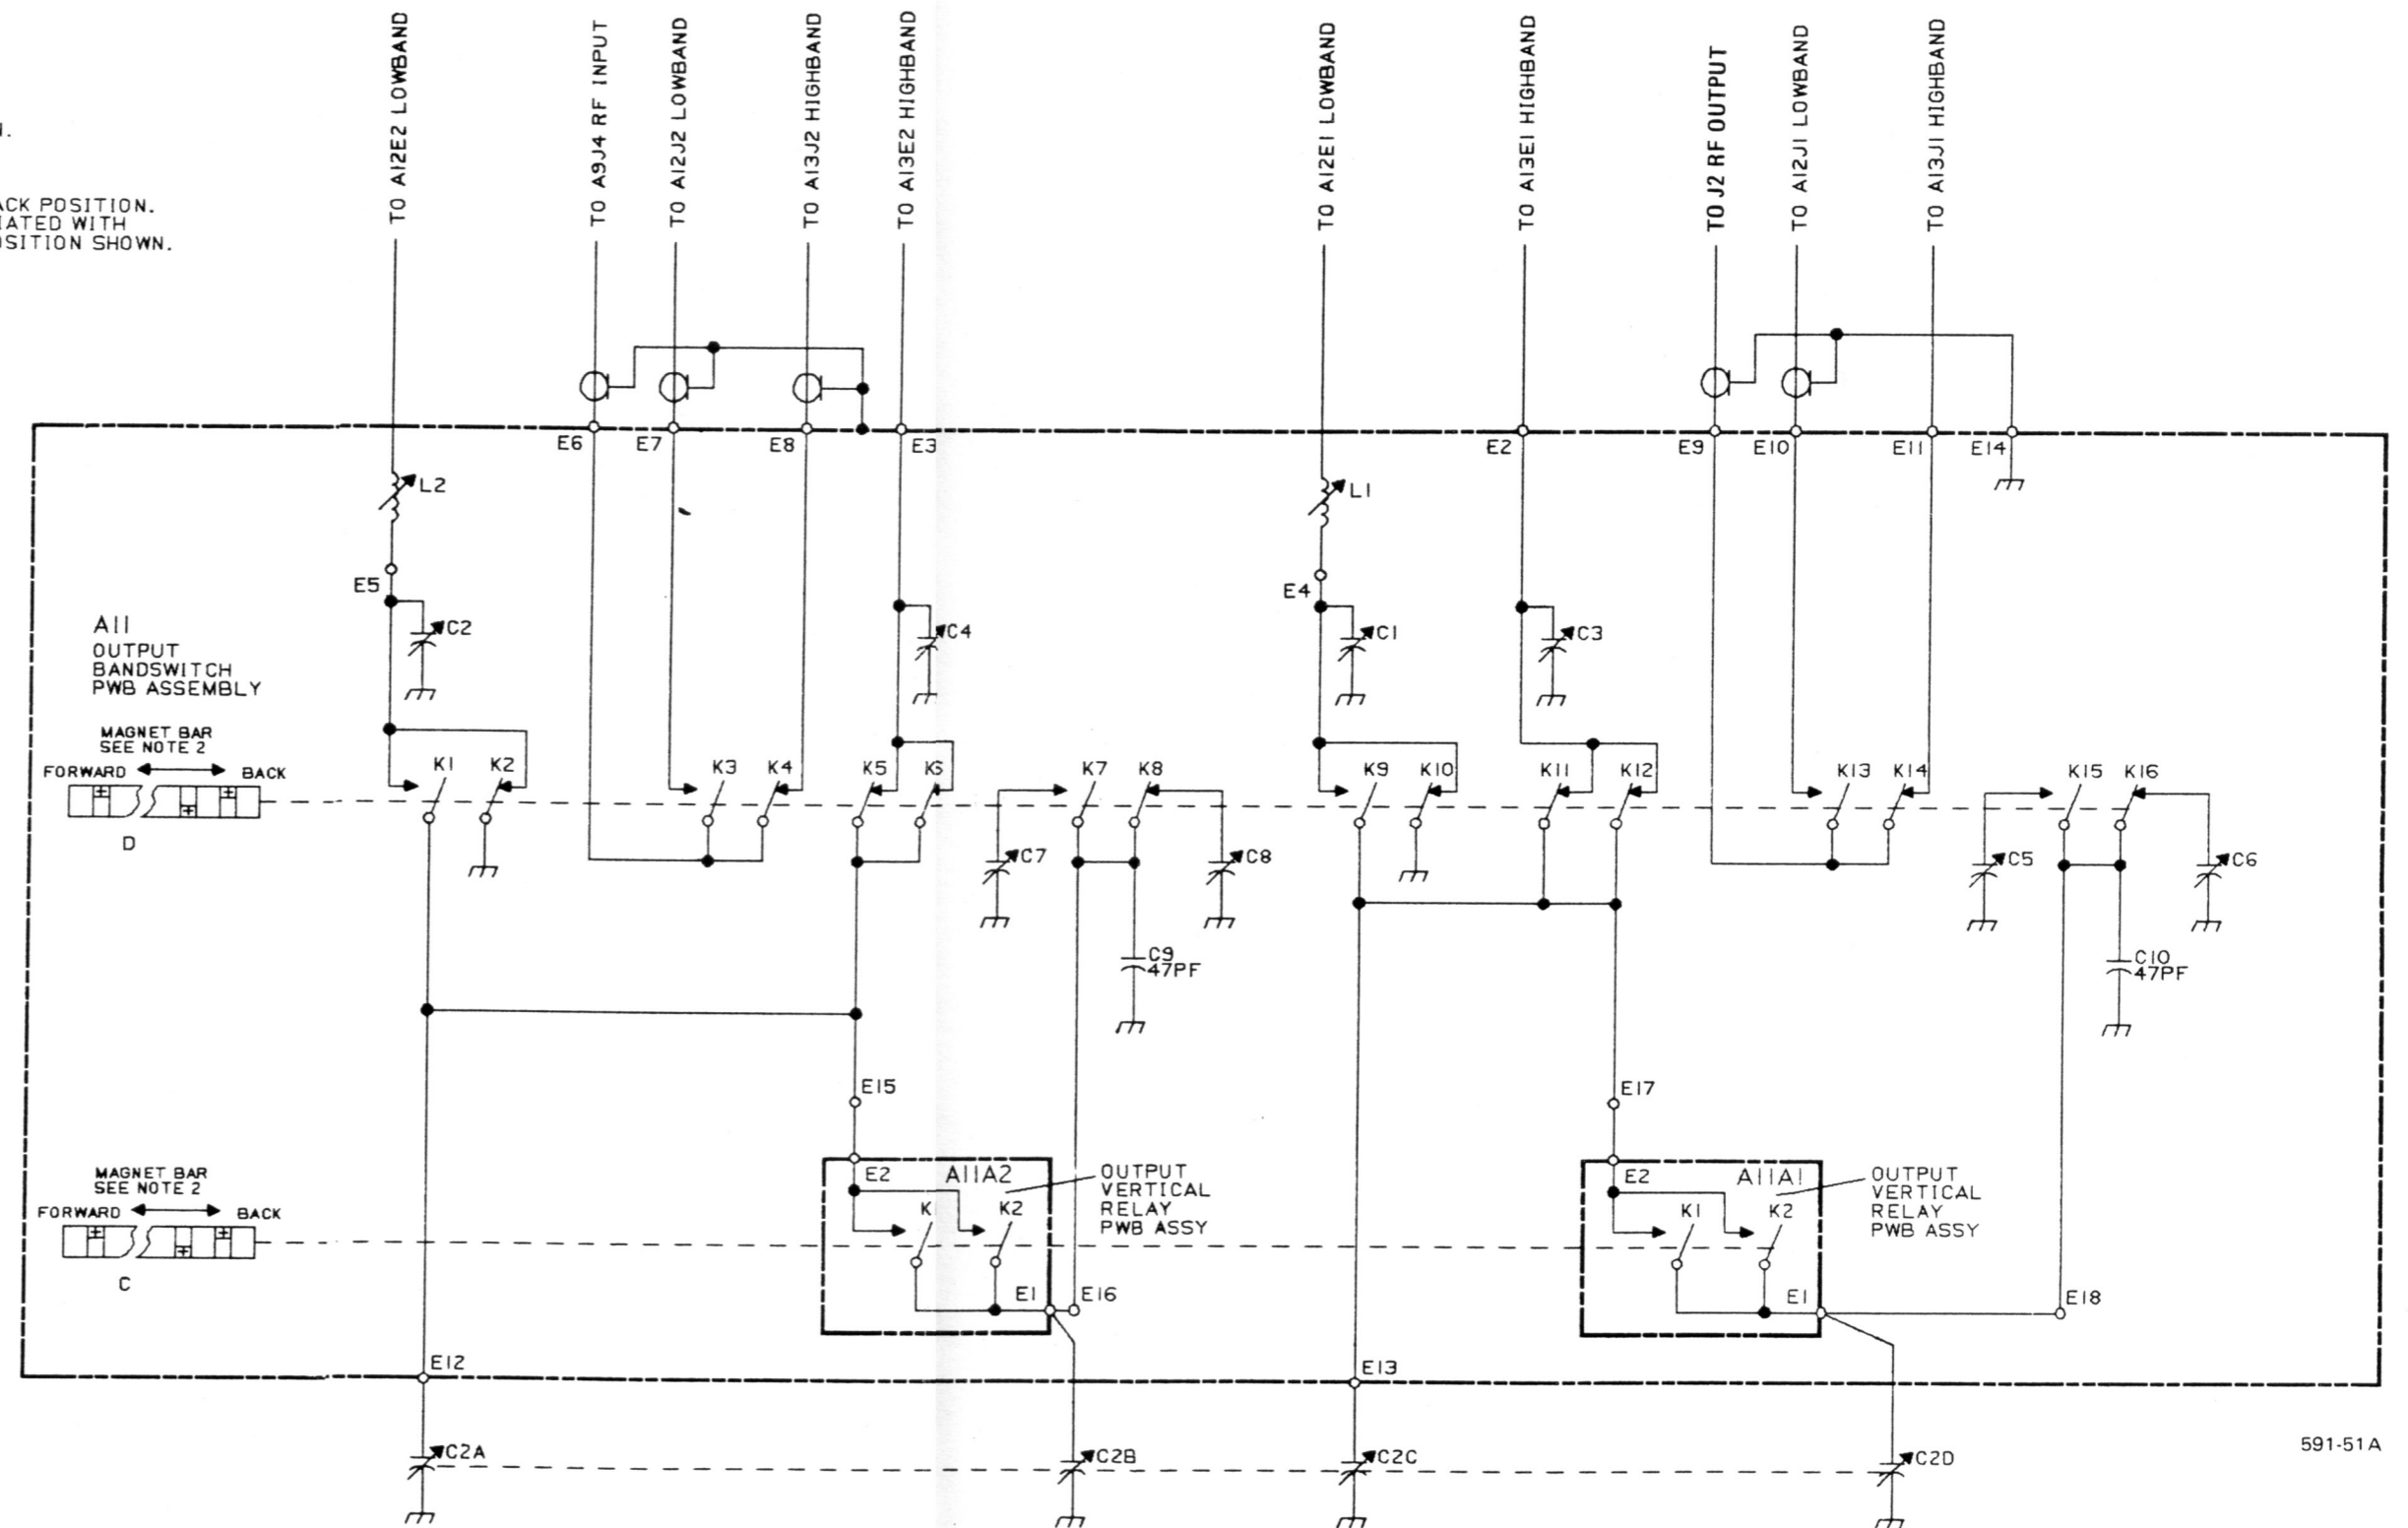 TO A12E2 LOWBAND
TO A9J4 RF INPUT
TO A12J2 LOWBAND
TO A13J2 HIGHBAND
TO A13E2 HIGHBAND
TO A12E1 LOWBAND
TO A13E1 HIGHBAND
TO J2 RF OUTPUT
TO A12J1 LOWBAND
TO A13J1 HIGHBAND
ACK POSITION.
IATED WITH
OSITION SHOWN.
E6
E7
E8
E3
E2
E9
E10
E11
E14
L2
L1
E5
E4
C2
C4
C1
C3
A11
OUTPUT
BANDSWITCH
PWB ASSEMBLY
MAGNET BAR
SEE NOTE 2
FORWARD
BACK
D
K1
K2
K3
K4
K5
K6
K7
K8
K9
K10
K11
K12
K13
K14
K15
K16
C7
C8
C5
C6
C9
47PF
C10
47PF
E15
E17
MAGNET BAR
SEE NOTE 2
FORWARD
BACK
C
E2
A11A2
OUTPUT
VERTICAL
RELAY
PWB ASSY
K
K2
E1
E16
E2
A11A1
OUTPUT
VERTICAL
RELAY
PWB ASSY
K1
K2
E1
E18
E12
E13
C2A
C2B
C2C
C2D
591-51A